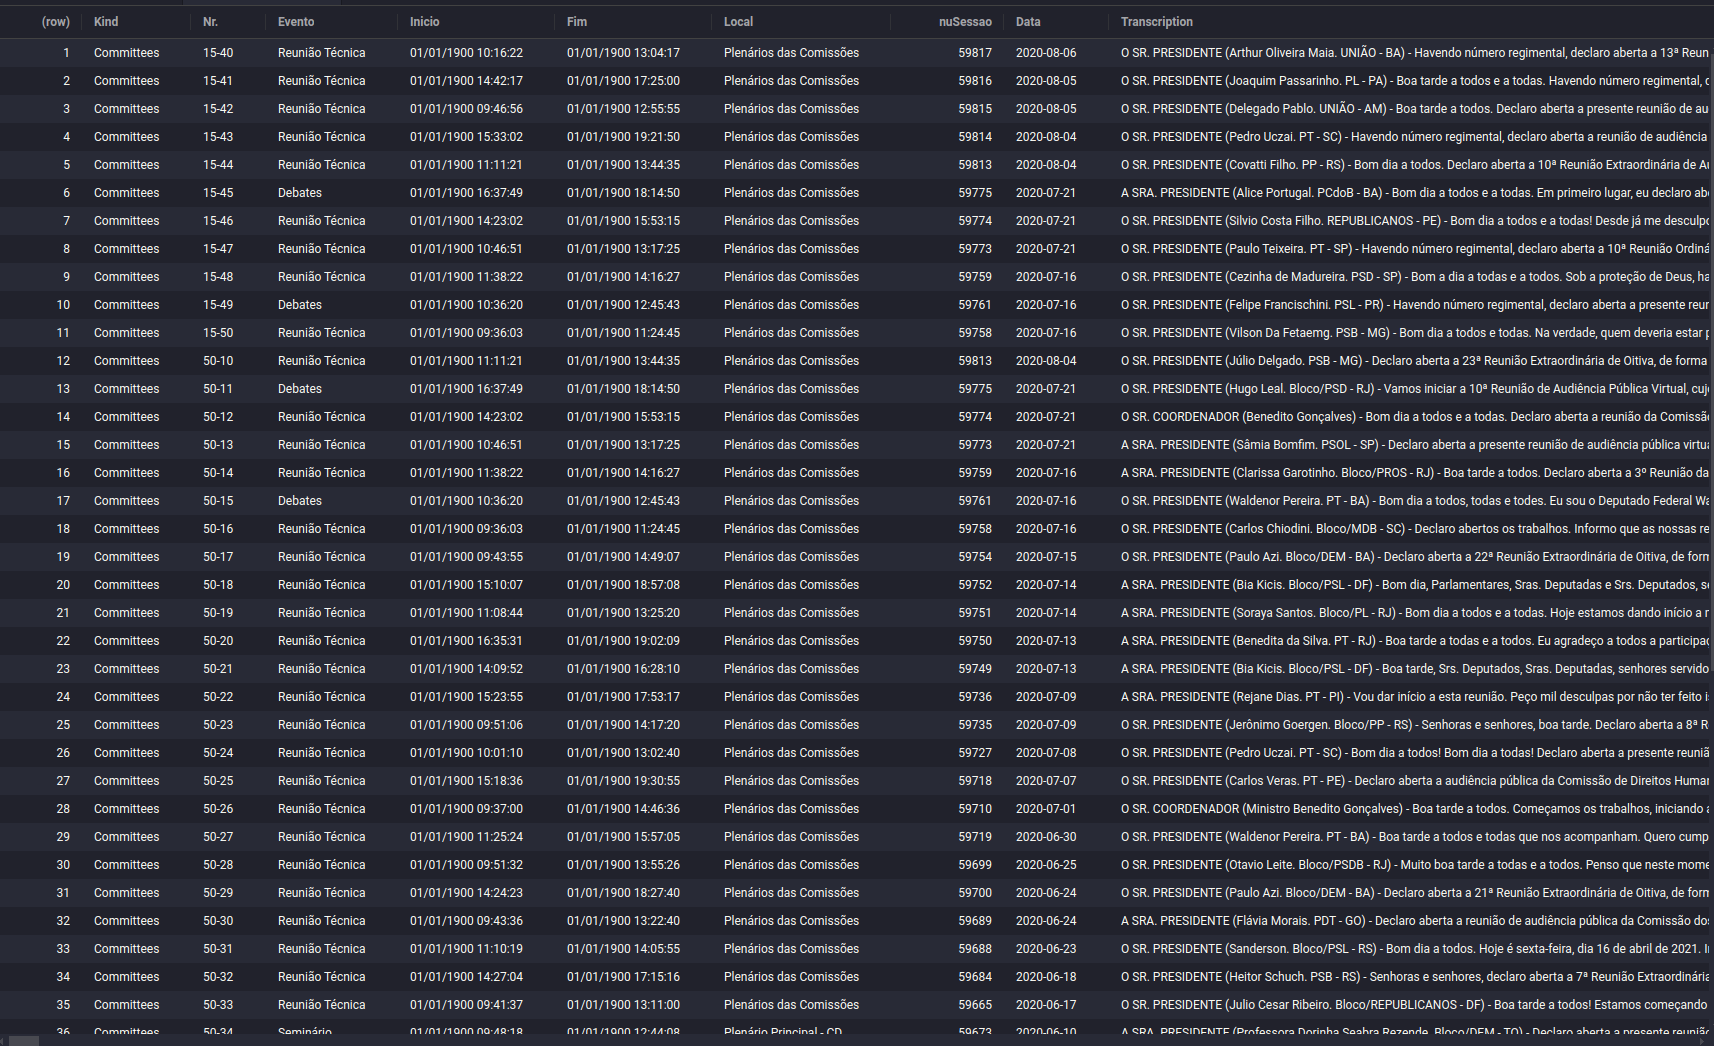 (row) Kind Nr. Evento Inicio Fim Local nuSessao Data Transcription
1 Committees 15-40 Reunião Técnica 01/01/1900 10:16:22 01/01/1900 13:04:17 Plenários das Comissões 59817 2020-08-06 O SR. PRESIDENTE (Arthur Oliveira Maia. UNIÃO - BA) - Havendo número regimental, declaro aberta a 13ª Reun
2 Committees 15-41 Reunião Técnica 01/01/1900 14:42:17 01/01/1900 17:25:00 Plenários das Comissões 59816 2020-08-05 O SR. PRESIDENTE (Joaquim Passarinho. PL - PA) - Boa tarde a todos e a todas. Havendo número regimental,
3 Committees 15-42 Reunião Técnica 01/01/1900 09:46:56 01/01/1900 12:55:55 Plenários das Comissões 59815 2020-08-05 O SR. PRESIDENTE (Delegado Pablo. UNIÃO - AM) - Boa tarde a todos. Declaro aberta a presente reunião de au
4 Committees 15-43 Reunião Técnica 01/01/1900 15:33:02 01/01/1900 19:21:50 Plenários das Comissões 59814 2020-08-04 O SR. PRESIDENTE (Pedro Uczai. PT - SC) - Havendo número regimental, declaro aberta a reunião de audiência
5 Committees 15-44 Reunião Técnica 01/01/1900 11:11:21 01/01/1900 13:44:35 Plenários das Comissões 59813 2020-08-04 O SR. PRESIDENTE (Covatti Filho. PP - RS) - Bom dia a todos. Declaro aberta a 10ª Reunião Extraordinária de
6 Committees 15-45 Debates 01/01/1900 16:37:49 01/01/1900 18:14:50 Plenários das Comissões 59775 2020-07-21 A SRA. PRESIDENTE (Alice Portugal. PCdoB - BA) - Bom dia a todos e a todas. Em primeiro lugar, eu declaro
7 Committees 15-46 Reunião Técnica 01/01/1900 14:23:02 01/01/1900 15:53:15 Plenários das Comissões 59774 2020-07-21 O SR. PRESIDENTE (Silvio Costa Filho. REPUBLICANOS - PE) - Bom dia a todos e a todas! Desde já me
8 Committees 15-47 Reunião Técnica 01/01/1900 10:46:51 01/01/1900 13:17:25 Plenários das Comissões 59773 2020-07-21 O SR. PRESIDENTE (Paulo Teixeira. PT - SP) - Havendo número regimental, declaro aberta a 10ª Reunião Ordiná
9 Committees 15-48 Reunião Técnica 01/01/1900 11:38:22 01/01/1900 14:16:27 Plenários das Comissões 59759 2020-07-16 O SR. PRESIDENTE (Cezinha de Madureira. PSD - SP) - Bom a dia a todas e a todos. Sob a proteção de Deus, ha
10 Committees 15-49 Debates 01/01/1900 10:36:20 01/01/1900 12:45:43 Plenários das Comissões 59761 2020-07-16 O SR. PRESIDENTE (Felipe Francischini. PSL - PR) - Havendo número regimental, declaro aberta a presente reun
11 Committees 15-50 Reunião Técnica 01/01/1900 09:36:03 01/01/1900 11:24:45 Plenários das Comissões 59758 2020-07-16 O SR. PRESIDENTE (Vilson Da Fetaemg. PSB - MG) - Bom dia a todos e todas. Na verdade, quem deveria estar
12 Committees 50-10 Reunião Técnica 01/01/1900 11:11:21 01/01/1900 13:44:35 Plenários das Comissões 59813 2020-08-04 O SR. PRESIDENTE (Júlio Delgado. PSB - MG) - Declaro aberta a 23ª Reunião Extraordinária de Oitiva, de forma
13 Committees 50-11 Debates 01/01/1900 16:37:49 01/01/1900 18:14:50 Plenários das Comissões 59775 2020-07-21 O SR. PRESIDENTE (Hugo Leal. Bloco/PSD - RJ) - Vamos iniciar a 10ª Reunião de Audiência Pública Virtual, cuj
14 Committees 50-12 Reunião Técnica 01/01/1900 14:23:02 01/01/1900 15:53:15 Plenários das Comissões 59774 2020-07-21 O SR. COORDENADOR (Benedito Gonçalves) - Bom dia a todos e a todas. Declaro aberta a reunião da Comissã
15 Committees 50-13 Reunião Técnica 01/01/1900 10:46:51 01/01/1900 13:17:25 Plenários das Comissões 59773 2020-07-21 A SRA. PRESIDENTE (Sâmia Bomfim. PSOL - SP) - Declaro aberta a presente reunião de audiência pública virtua
16 Committees 50-14 Reunião Técnica 01/01/1900 11:38:22 01/01/1900 14:16:27 Plenários das Comissões 59759 2020-07-16 A SRA. PRESIDENTE (Clarissa Garotinho. Bloco/PROS - RJ) - Boa tarde a todos. Declaro aberta a 3º Reunião da
17 Committees 50-15 Debates 01/01/1900 10:36:20 01/01/1900 12:45:43 Plenários das Comissões 59761 2020-07-16 O SR. PRESIDENTE (Waldenor Pereira. PT - BA) - Bom dia a todos, todas e todes. Eu sou o Deputado Federal Wa
18 Committees 50-16 Reunião Técnica 01/01/1900 09:36:03 01/01/1900 11:24:45 Plenários das Comissões 59758 2020-07-16 O SR. PRESIDENTE (Carlos Chiodini. Bloco/MDB - SC) - Declaro abertos os trabalhos. Informo que as nossas re
19 Committees 50-17 Reunião Técnica 01/01/1900 09:43:55 01/01/1900 14:49:07 Plenários das Comissões 59754 2020-07-15 O SR. PRESIDENTE (Paulo Azi. Bloco/DEM - BA) - Declaro aberta a 22ª Reunião Extraordinária de Oitiva, de form
20 Committees 50-18 Reunião Técnica 01/01/1900 15:10:07 01/01/1900 18:57:08 Plenários das Comissões 59752 2020-07-14 A SRA. PRESIDENTE (Bia Kicis. Bloco/PSL - DF) - Bom dia, Parlamentares, Sras. Deputadas e Srs. Deputados,
21 Committees 50-19 Reunião Técnica 01/01/1900 11:08:44 01/01/1900 13:25:20 Plenários das Comissões 59751 2020-07-14 A SRA. PRESIDENTE (Soraya Santos. Bloco/PL - RJ) - Bom dia a todos e a todas. Hoje estamos dando início a
22 Committees 50-20 Reunião Técnica 01/01/1900 16:35:31 01/01/1900 19:02:09 Plenários das Comissões 59750 2020-07-13 A SRA. PRESIDENTE (Benedita da Silva. PT - RJ) - Boa tarde a todas e a todos. Eu agradeço a todos a participaç
23 Committees 50-21 Reunião Técnica 01/01/1900 14:09:52 01/01/1900 16:28:10 Plenários das Comissões 59749 2020-07-13 A SRA. PRESIDENTE (Bia Kicis. Bloco/PSL - DF) - Boa tarde, Srs. Deputados, Sras. Deputadas, senhores servido
24 Committees 50-22 Reunião Técnica 01/01/1900 15:23:55 01/01/1900 17:53:17 Plenários das Comissões 59736 2020-07-09 A SRA. PRESIDENTE (Rejane Dias. PT - PI) - Vou dar início a esta reunião. Peço mil desculpas por não ter feito
25 Committees 50-23 Reunião Técnica 01/01/1900 09:51:06 01/01/1900 14:17:20 Plenários das Comissões 59735 2020-07-09 O SR. PRESIDENTE (Jerônimo Goergen. Bloco/PP - RS) - Senhoras e senhores, boa tarde. Declaro aberta a 8ª R
26 Committees 50-24 Reunião Técnica 01/01/1900 10:01:10 01/01/1900 13:02:40 Plenários das Comissões 59727 2020-07-08 O SR. PRESIDENTE (Pedro Uczai. PT - SC) - Bom dia a todos! Bom dia a todas! Declaro aberta a presente reuniã
27 Committees 50-25 Reunião Técnica 01/01/1900 15:18:36 01/01/1900 19:30:55 Plenários das Comissões 59718 2020-07-07 O SR. PRESIDENTE (Carlos Veras. PT - PE) - Declaro aberta a audiência pública da Comissão de Direitos Human
28 Committees 50-26 Reunião Técnica 01/01/1900 09:37:00 01/01/1900 14:46:36 Plenários das Comissões 59710 2020-07-01 O SR. COORDENADOR (Ministro Benedito Gonçalves) - Boa tarde a todos. Começamos os trabalhos, iniciando a
29 Committees 50-27 Reunião Técnica 01/01/1900 11:25:24 01/01/1900 15:57:05 Plenários das Comissões 59719 2020-06-30 O SR. PRESIDENTE (Waldenor Pereira. PT - BA) - Boa tarde a todos e todas que nos acompanham. Quero cump
30 Committees 50-28 Reunião Técnica 01/01/1900 09:51:32 01/01/1900 13:55:26 Plenários das Comissões 59699 2020-06-25 O SR. PRESIDENTE (Otavio Leite. Bloco/PSDB - RJ) - Muito boa tarde a todas e a todos. Penso que neste mome
31 Committees 50-29 Reunião Técnica 01/01/1900 14:24:23 01/01/1900 18:27:40 Plenários das Comissões 59700 2020-06-24 O SR. PRESIDENTE (Paulo Azi. Bloco/DEM - BA) - Declaro aberta a 21ª Reunião Extraordinária de Oitiva, de form
32 Committees 50-30 Reunião Técnica 01/01/1900 09:43:36 01/01/1900 13:22:40 Plenários das Comissões 59689 2020-06-24 A SRA. PRESIDENTE (Flávia Morais. PDT - GO) - Declaro aberta a reunião de audiência pública da Comissão dos
33 Committees 50-31 Reunião Técnica 01/01/1900 11:10:19 01/01/1900 14:05:55 Plenários das Comissões 59688 2020-06-23 O SR. PRESIDENTE (Sanderson. Bloco/PSL - RS) - Bom dia a todos. Hoje é sexta-feira, dia 16 de abril de 2021.
34 Committees 50-32 Reunião Técnica 01/01/1900 14:27:04 01/01/1900 17:15:16 Plenários das Comissões 59684 2020-06-18 O SR. PRESIDENTE (Heitor Schuch. PSB - RS) - Senhoras e senhores, declaro aberta a 7ª Reunião Extraordinária
35 Committees 50-33 Reunião Técnica 01/01/1900 09:41:37 01/01/1900 13:11:00 Plenários das Comissões 59665 2020-06-17 O SR. PRESIDENTE (Julio Cesar Ribeiro. Bloco/REPUBLICANOS - DF) - Boa tarde a todos! Estamos começando
36 Committees 50-34 Seminário 01/01/1900 09:48:18 01/01/1900 12:44:08 Plenário Principal - CD 59673 2020-06-10 A SRA. PRESIDENTE (Professora Dorinha Seabra Rezende. Bloco/DEM - TO) - Declaro aberta a presente reuniã